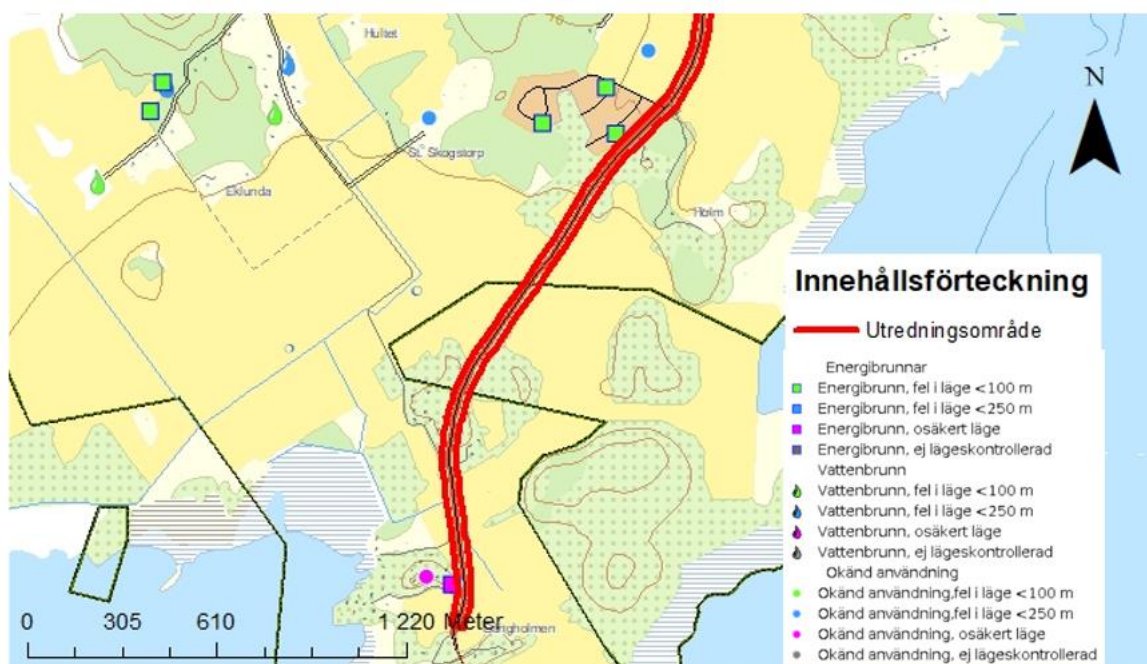 Hultet
10
N
St. Skogstorp
Eklunda
Holm
Innehållsförteckning
Utredningsområde
Energibrunnar
Energibrunn, fel i läge <100 m
Energibrunn, fel i läge <250 m
Energibrunn, osäkert läge
Energibrunn, ej lägeskontrollerad
Vattenbrunn
Vattenbrunn, fel i läge <100 m
Vattenbrunn, fel i läge <250 m
Vattenbrunn, osäkert läge
Vattenbrunn, ej lägeskontrollerad
Okänd användning
Okänd användning,fel i läge <100 m
Okänd användning,fel i läge <250 m
Okänd användning, osäkert läge
Okänd användning, ej lägeskontrollerad
0 305 610 1 220 Meter